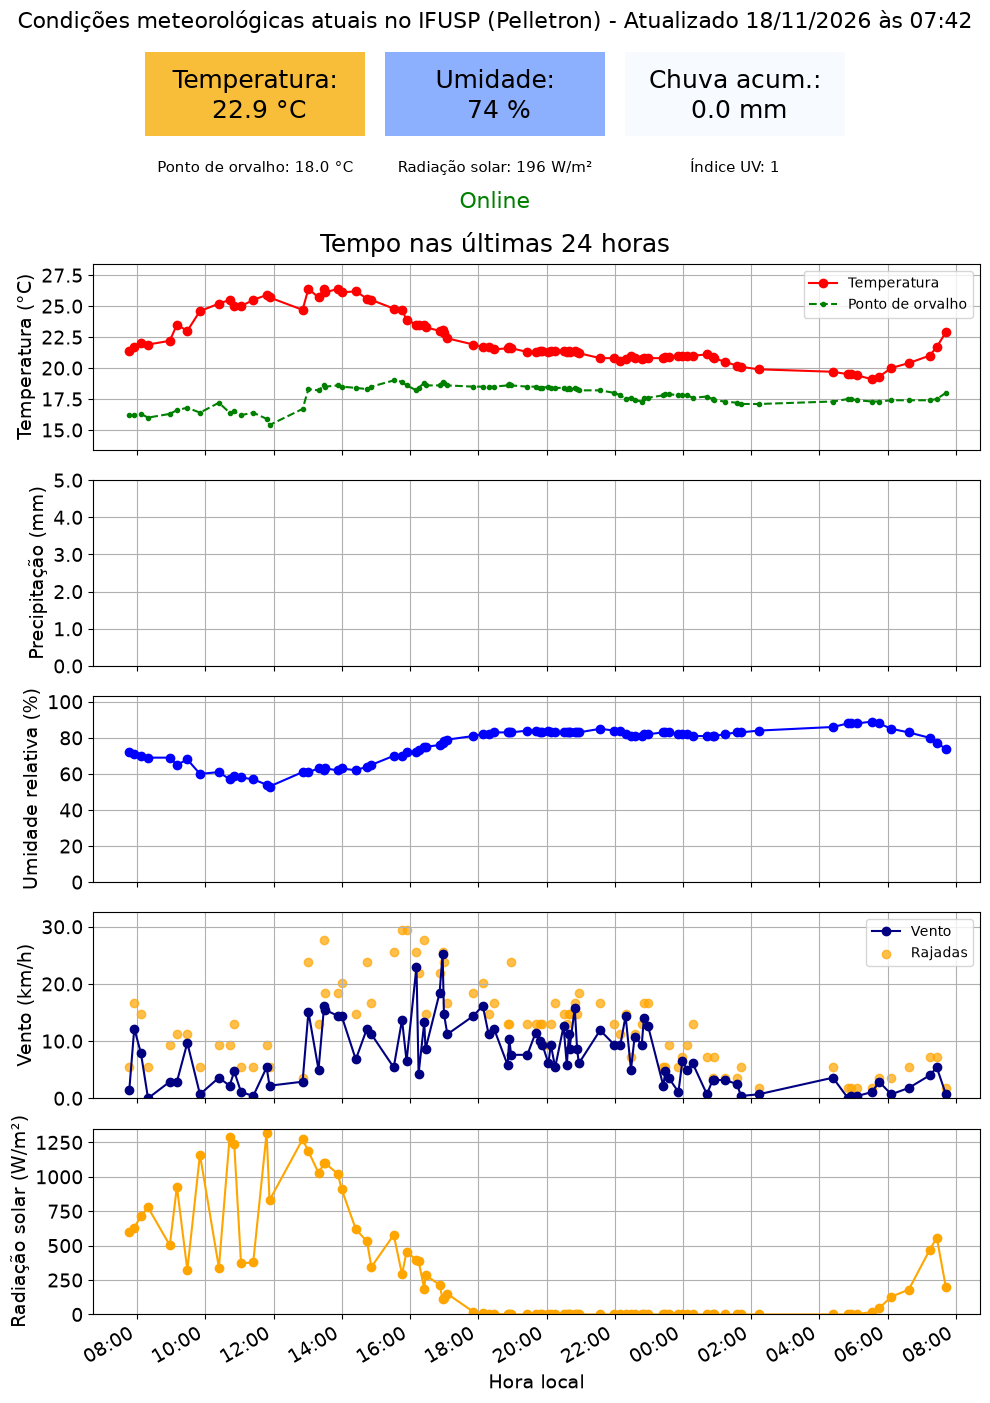 Condições meteorológicas atuais no IFUSP (Pelletron) - Atualizado 18/11/2026 às 07:42
Temperatura:
22.9 °C
Umidade:
74 %
Chuva acum.:
0.0 mm
Ponto de orvalho: 18.0 °C
Radiação solar: 196 W/m²
Índice UV: 1
Online
Tempo nas últimas 24 horas
Temperatura (°C)
27.5
25.0
22.5
20.0
17.5
15.0
Temperatura
Ponto de orvalho
Precipitação (mm)
5.0
4.0
3.0
2.0
1.0
0.0
Umidade relativa (%)
100
80
60
40
20
0
Vento (km/h)
30.0
20.0
10.0
0.0
Vento
Rajadas
Radiação solar (W/m²)
1250
1000
750
500
250
0
08:00
10:00
12:00
14:00
16:00
18:00
20:00
22:00
00:00
02:00
04:00
06:00
08:00
Hora local